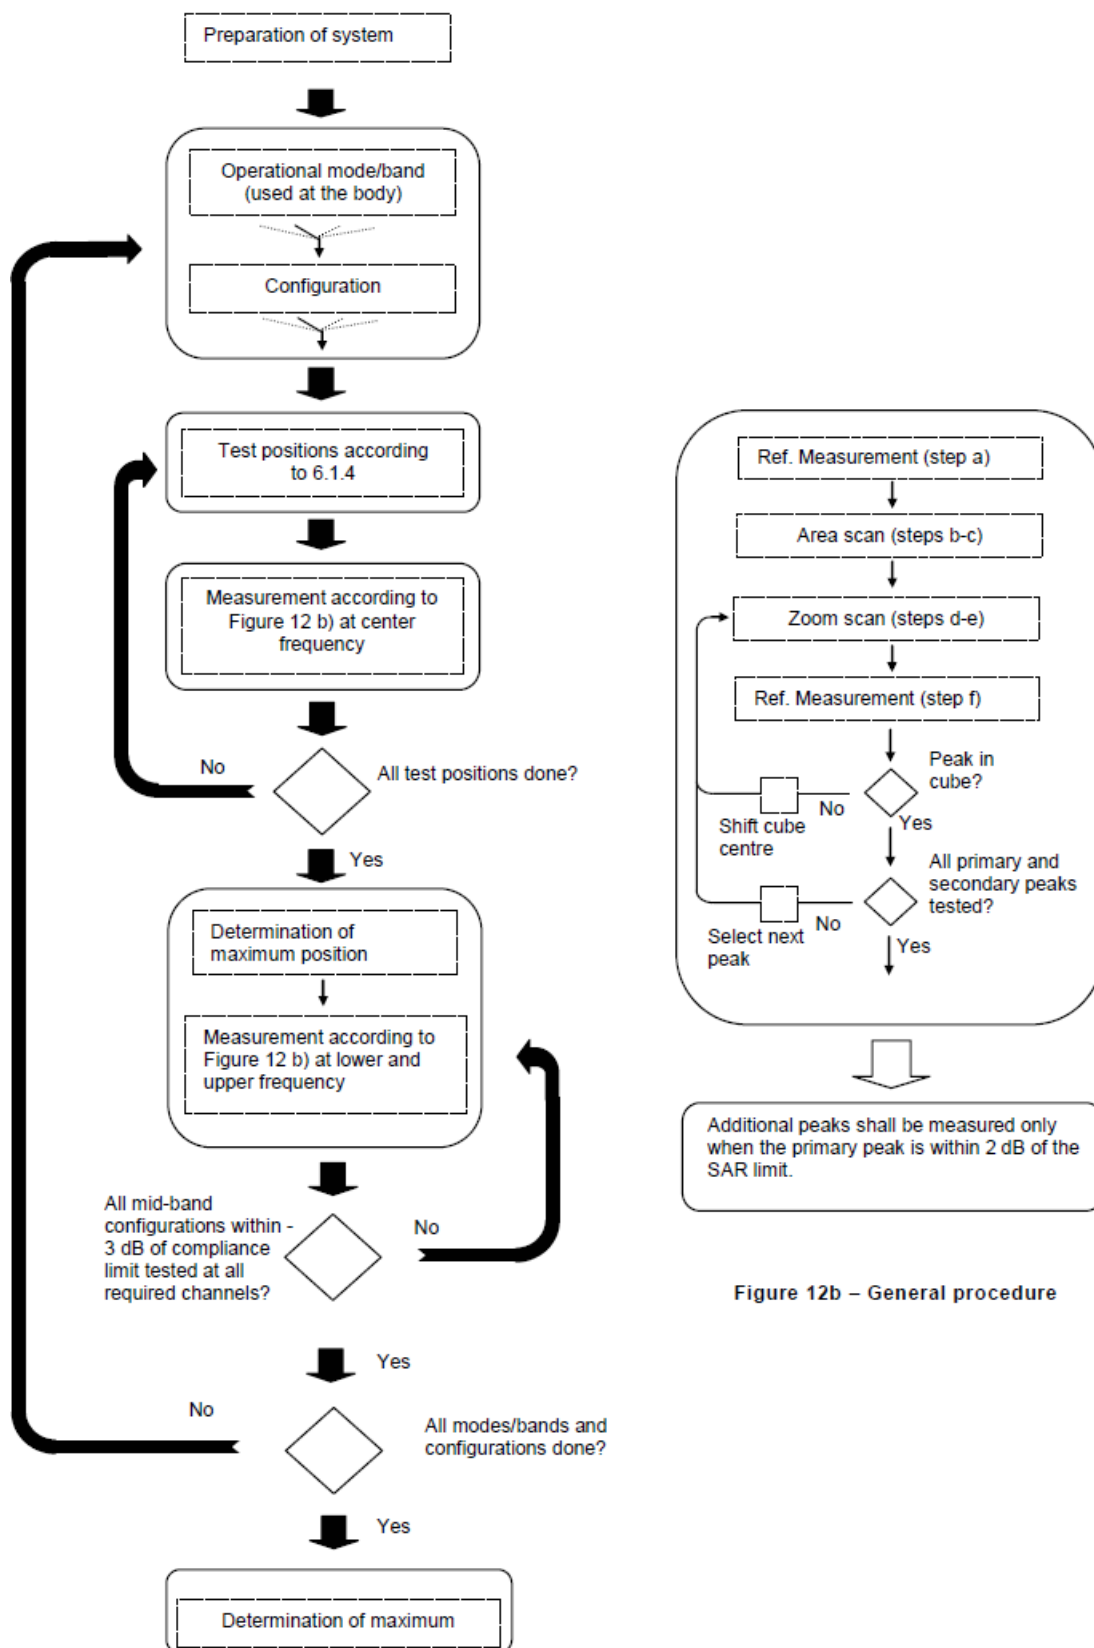 Preparation of system
Operational mode/band
(used at the body)
Configuration
Test positions according
to 6.1.4
Measurement according to
Figure 12 b) at center
frequency
No
All test positions done?
Yes
Determination of
maximum position
Measurement according to
Figure 12 b) at lower and
upper frequency
All mid-band
configurations within -
3 dB of compliance
limit tested at all
required channels?
No
Yes
No
All modes/bands and
configurations done?
Yes
Determination of maximum
Ref. Measurement (step a)
Area scan (steps b-c)
Zoom scan (steps d-e)
Ref. Measurement (step f)
Peak in
cube?
No
Yes
Shift cube
centre
All primary and
secondary peaks
tested?
No
Yes
Select next
peak
Additional peaks shall be measured only
when the primary peak is within 2 dB of the
SAR limit.
Figure 12b – General procedure